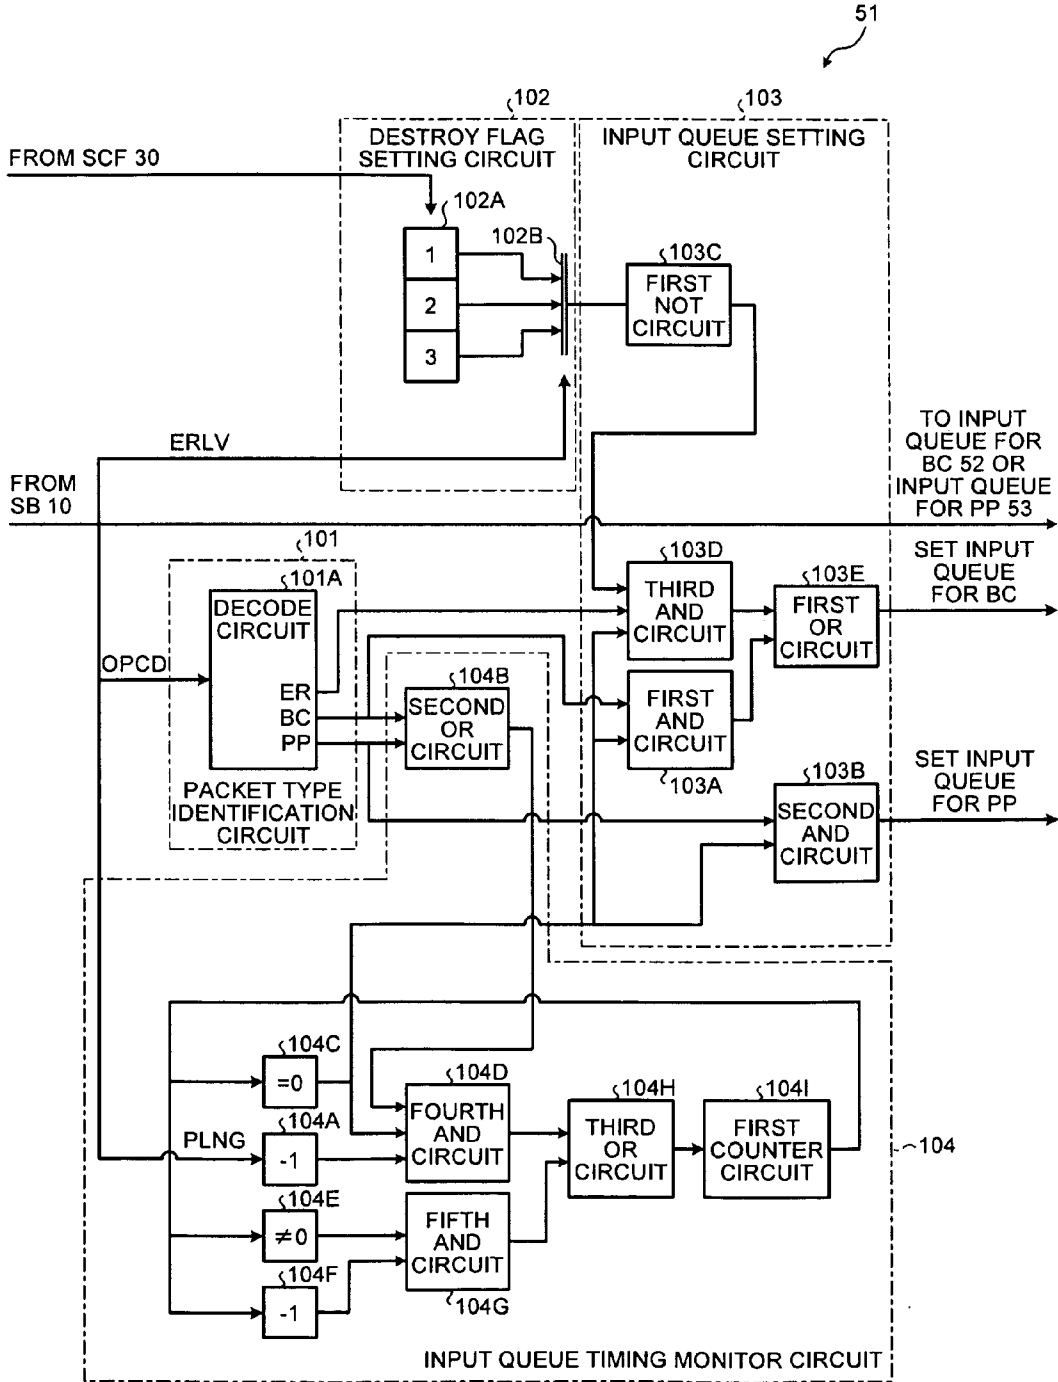 51
102
103
DESTROY FLAG
SETTING CIRCUIT
INPUT QUEUE SETTING
CIRCUIT
FROM SCF 30
102A
102B
103C
1
2
3
FIRST
NOT
CIRCUIT
ERLV
FROM
SB 10
TO INPUT
QUEUE FOR
BC 52 OR
INPUT QUEUE
FOR PP 53
101
101A
DECODE
CIRCUIT
OPCD
ER
BC
PP
PACKET TYPE
IDENTIFICATION
CIRCUIT
103D
THIRD
AND
CIRCUIT
103E
FIRST
OR
CIRCUIT
SET INPUT
QUEUE
FOR BC
104B
SECOND
OR
CIRCUIT
FIRST
AND
CIRCUIT
103A
103B
SECOND
AND
CIRCUIT
SET INPUT
QUEUE
FOR PP
104C
=0
104A
PLNG
-1
104E
≠0
104F
-1
104D
FOURTH
AND
CIRCUIT
FIFTH
AND
CIRCUIT
104G
104H
THIRD
OR
CIRCUIT
104I
FIRST
COUNTER
CIRCUIT
104
INPUT QUEUE TIMING MONITOR CIRCUIT